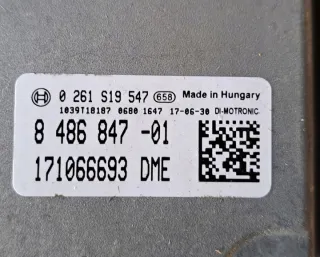 0 261 S19 547 658 Made in Hungary
1039T18187 0680 1647 17-06-30 DI-MOTRONIC
8 486 847 -01
171066693 DME